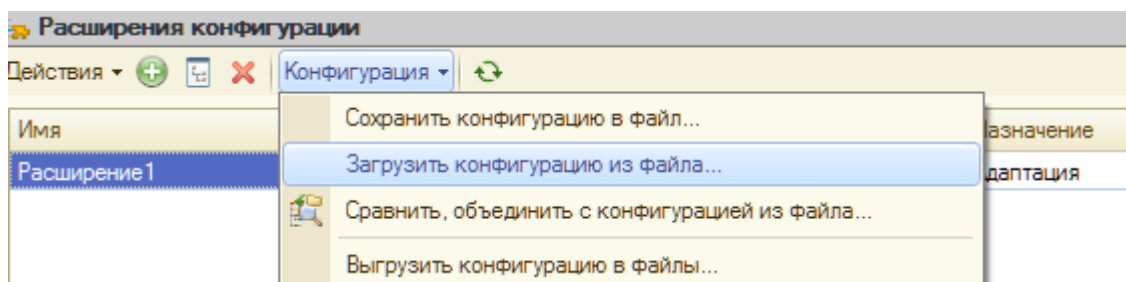 Расширения конфигурации
Действия Конфигурация
Сохранить конфигурацию в файл...
Имя Назначение
Загрузить конфигурацию из файла...
Расширение1 Адаптация
Сравнить, объединить с конфигурацией из файла...
Выгрузить конфигурацию в файлы...